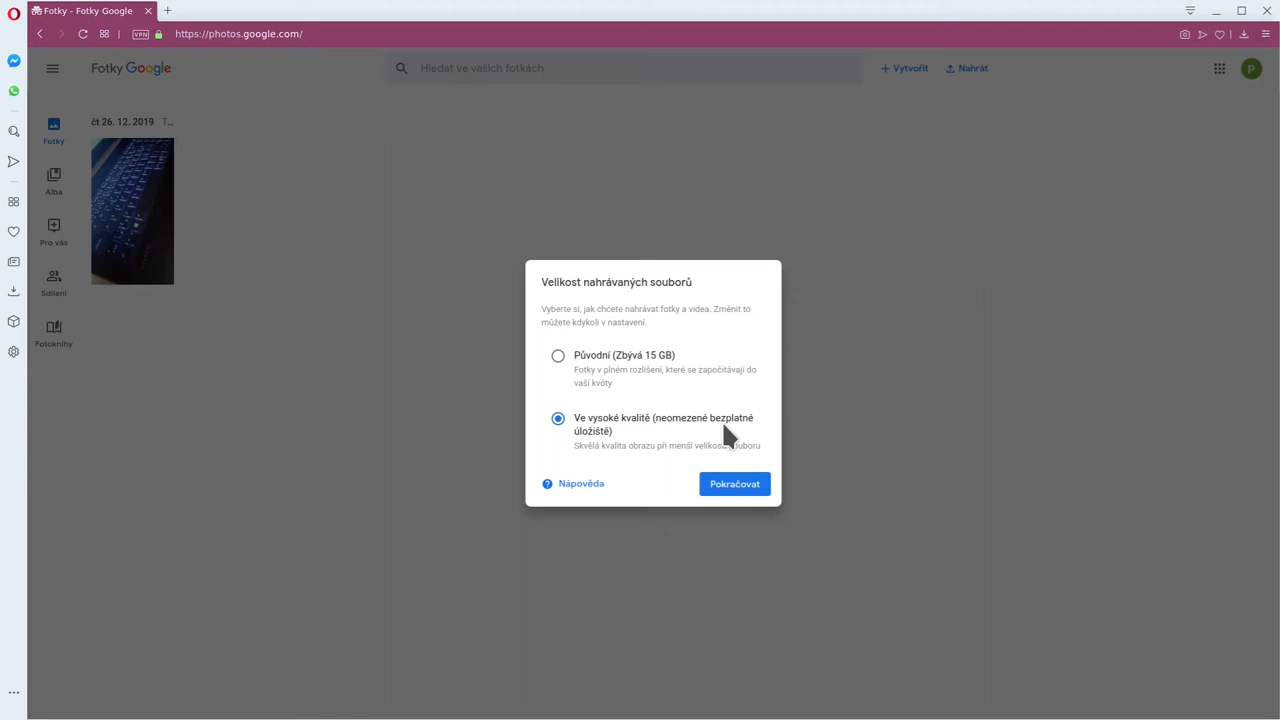 Fotky - Fotky Google
VPN
https://photos.google.com/
Fotky Google
Hledat ve vašich fotkách
Vytvořit
Nahrát
P
Fotky
Alba
Pro vás
Sdílení
Fotoknihy
čt 26. 12. 2019 T...
Velikost nahrávaných souborů
Vyberte si, jak chcete nahrávat fotky a videa. Změnit to
můžete kdykoli v nastavení.
Původní (Zbývá 15 GB)
Fotky v plném rozlišení, které se započítávají do
vaší kvóty
Ve vysoké kvalitě (neomezené bezplatné
úložiště)
Skvělá kvalita obrazu při menší velikosti souboru
Nápověda
Pokračovat